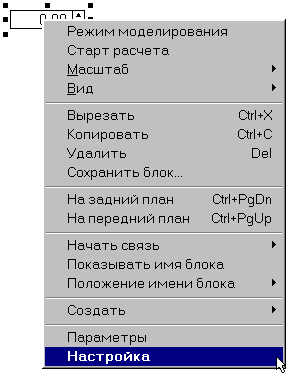 0.00
Режим моделирования
Старт расчета
Масштаб
Вид
Вырезать Ctrl+X
Копировать Ctrl+C
Удалить Del
Сохранить блок...
На задний план Ctrl+PgDn
На передний план Ctrl+PgUp
Начать связь
Показывать имя блока
Положение имени блока
Создать
Параметры
Настройка